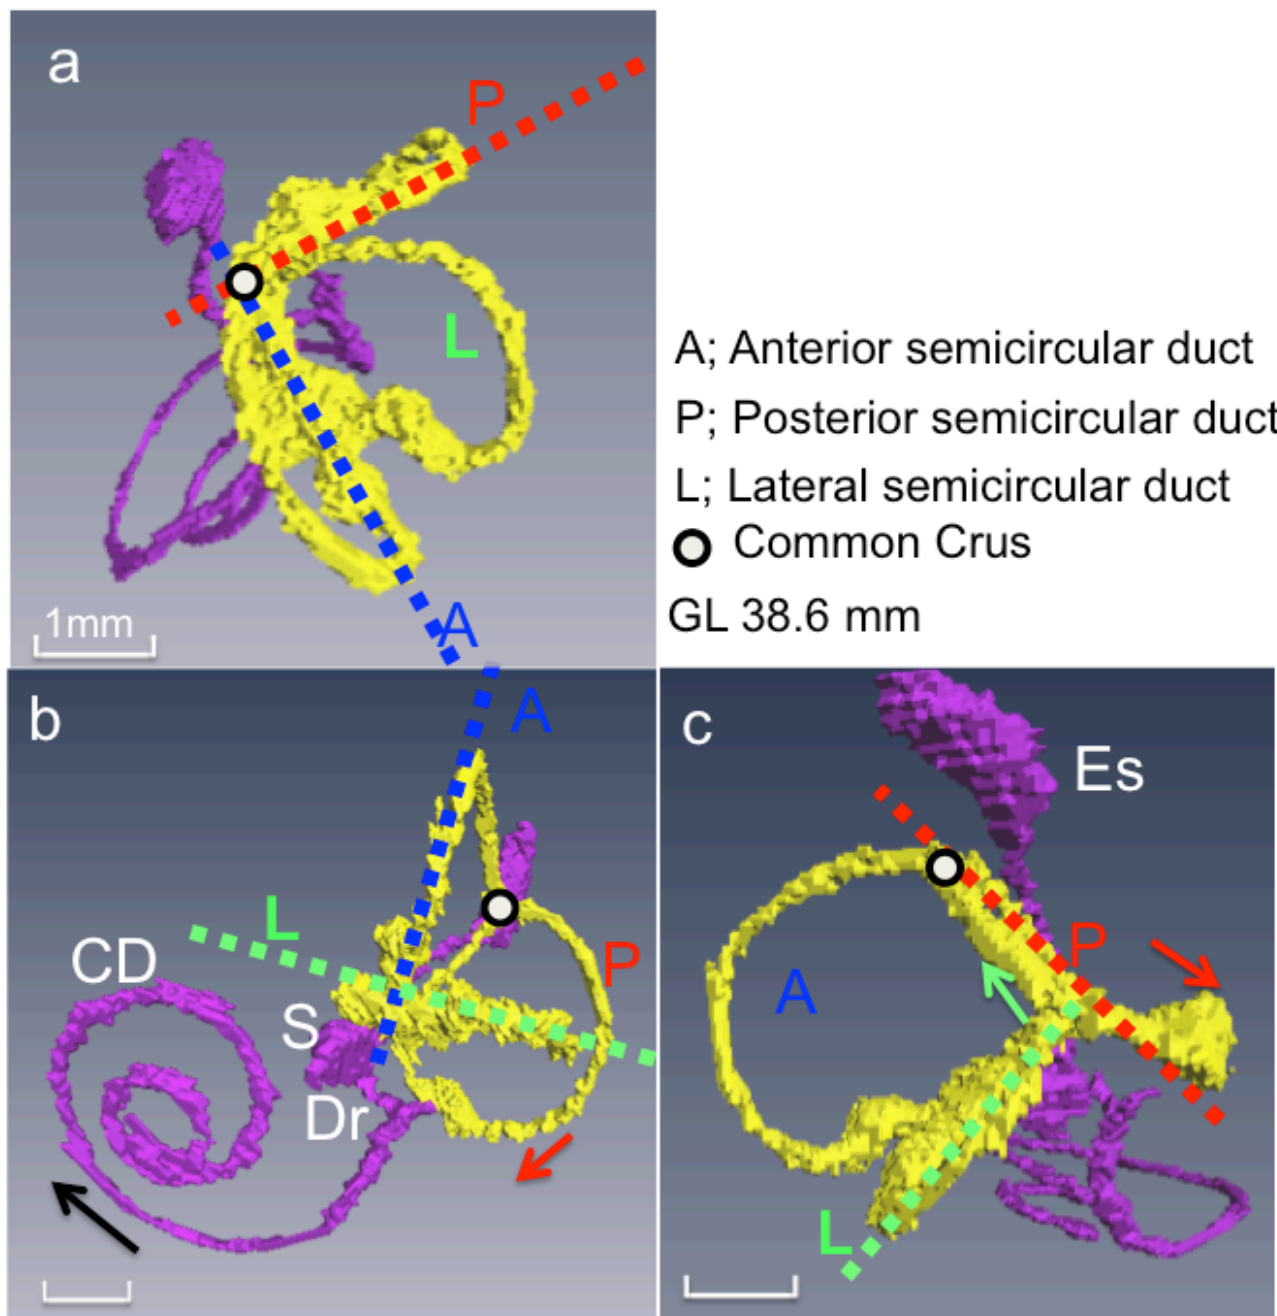 a
P
L
A
1mm
A; Anterior semicircular duct
P; Posterior semicircular duct
L; Lateral semicircular duct
Common Crus
GL 38.6 mm
b
A
L
CD
P
S
Dr
c
Es
P
A
L